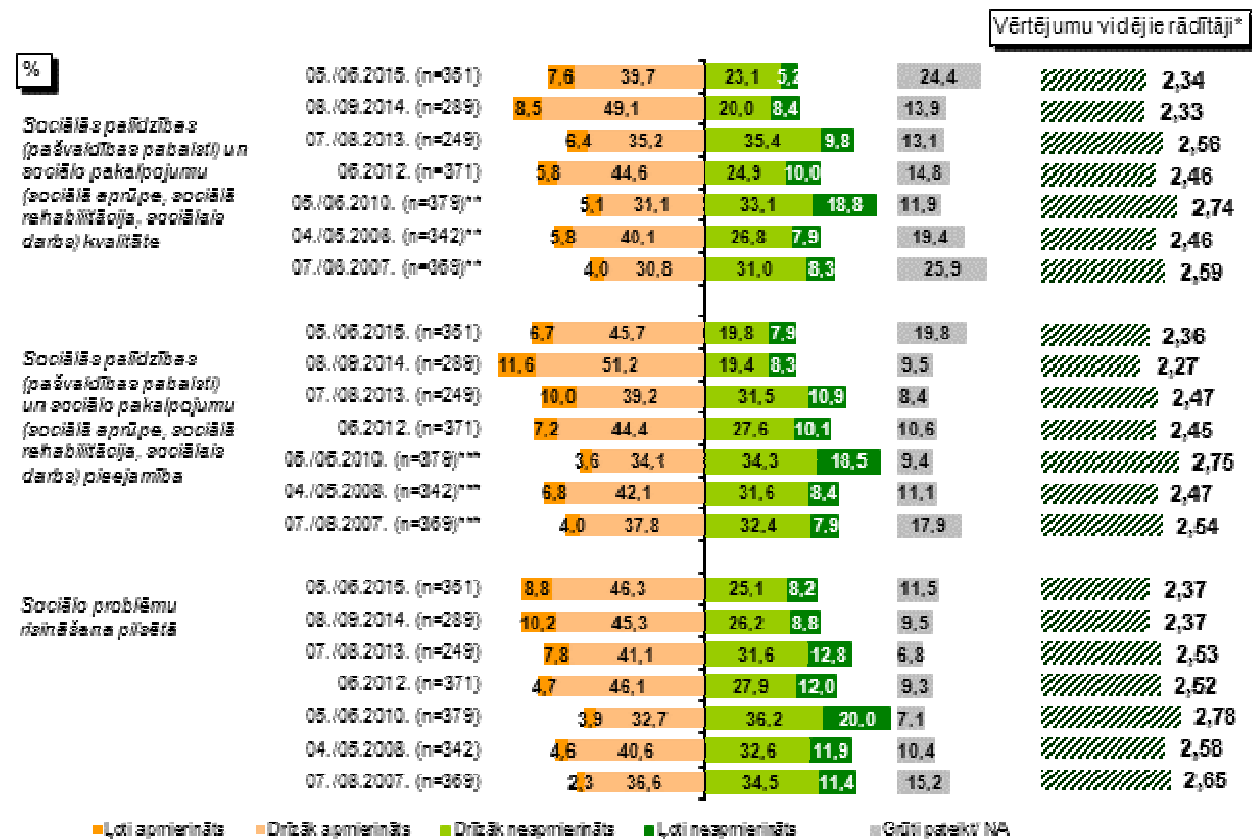 Vērtējumu vidējie rādītāji*
%
Sociālās palīdzības
(pašvaldības pabalsti) un
sociālo pakalpojumu
(sociālā aprūpe, sociālā
rehabilitācija, sociālais
darbs) kvalitāte
05./06.2015. (n=351) 7,6 39,7 23,1 5,2 24,4 2,34
08./09.2014. (n=289) 8,5 49,1 20,0 8,4 13,9 2,33
07./08.2013. (n=249) 6,4 35,2 35,4 9,8 13,1 2,56
06.2012. (n=371) 5,8 44,6 24,9 10,0 14,8 2,46
05./06.2010. (n=379)** 5,1 31,1 33,1 18,8 11,9 2,74
04./05.2008. (n=342)** 5,8 40,1 26,8 7,9 19,4 2,46
07./08.2007. (n=369)** 4,0 30,8 31,0 8,3 25,9 2,59
Sociālās palīdzības
(pašvaldības pabalsti)
un sociālo pakalpojumu
(sociālā aprūpe, sociālā
rehabilitācija, sociālais
darbs) pieejamība
05./06.2015. (n=351) 6,7 45,7 19,8 7,9 19,8 2,36
08./09.2014. (n=289) 11,6 51,2 19,4 8,3 9,5 2,27
07./08.2013. (n=249) 10,0 39,2 31,5 10,9 8,4 2,47
06.2012. (n=371) 7,2 44,4 27,6 10,1 10,6 2,45
05./06.2010. (n=379)*** 3,6 34,1 34,3 18,5 9,4 2,75
04./05.2008. (n=342)*** 6,8 42,1 31,6 8,4 11,1 2,47
07./08.2007. (n=369)*** 4,0 37,8 32,4 7,9 17,9 2,54
Sociālo problēmu
risināšana pilsētā
05./06.2015. (n=351) 8,8 46,3 25,1 8,2 11,5 2,37
08./09.2014. (n=289) 10,2 45,3 26,2 8,8 9,5 2,37
07./08.2013. (n=249) 7,8 41,1 31,6 12,8 6,8 2,53
06.2012. (n=371) 4,7 46,1 27,9 12,0 9,3 2,52
05./06.2010. (n=379) 3,9 32,7 36,2 20,0 7,1 2,78
04./05.2008. (n=342) 4,6 40,6 32,6 11,9 10,4 2,58
07./08.2007. (n=369) 2,3 36,6 34,5 11,4 15,2 2,65
Ļoti apmierināts Drīzāk apmierināts Drīzāk neapmierināts Ļoti neapmierināts Grūti pateikt/ NA